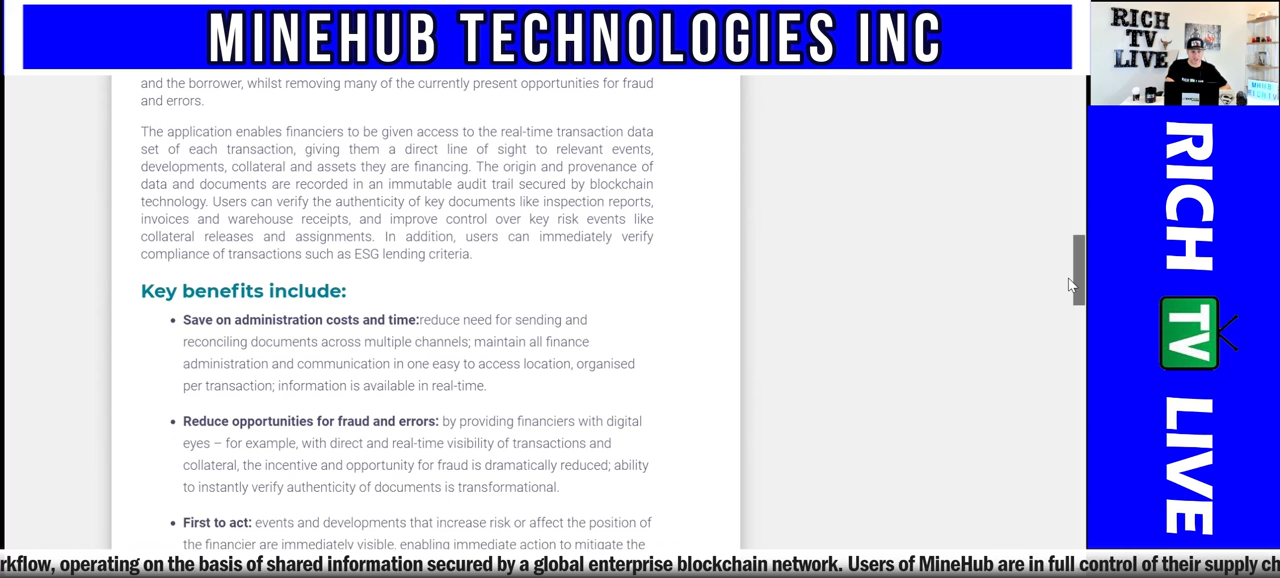 MINEHUB TECHNOLOGIES INC
RICH
TV
LIVE
and the borrower, whilst removing many of the currently present opportunities for fraud
and errors.
The application enables financiers to be given access to the real-time transaction data
set of each transaction, giving them a direct line of sight to relevant events,
developments, collateral and assets they are financing. The origin and provenance of
data and documents are recorded in an immutable audit trail secured by blockchain
technology. Users can verify the authenticity of key documents like inspection reports,
invoices and warehouse receipts, and improve control over key risk events like
collateral releases and assignments. In addition, users can immediately verify
compliance of transactions such as ESG lending criteria.
Key benefits include:
• Save on administration costs and time:reduce need for sending and
reconciling documents across multiple channels; maintain all finance
administration and communication in one easy to access location, organised
per transaction; information is available in real-time.
• Reduce opportunities for fraud and errors: by providing financiers with digital
eyes – for example, with direct and real-time visibility of transactions and
collateral, the incentive and opportunity for fraud is dramatically reduced; ability
to instantly verify authenticity of documents is transformational.
• First to act: events and developments that increase risk or affect the position of
the financier are immediately visible, enabling immediate action to mitigate the
RICH TV LIVE
rkflow, operating on the basis of shared information secured by a global enterprise blockchain network. Users of MineHub are in full control of their supply ch